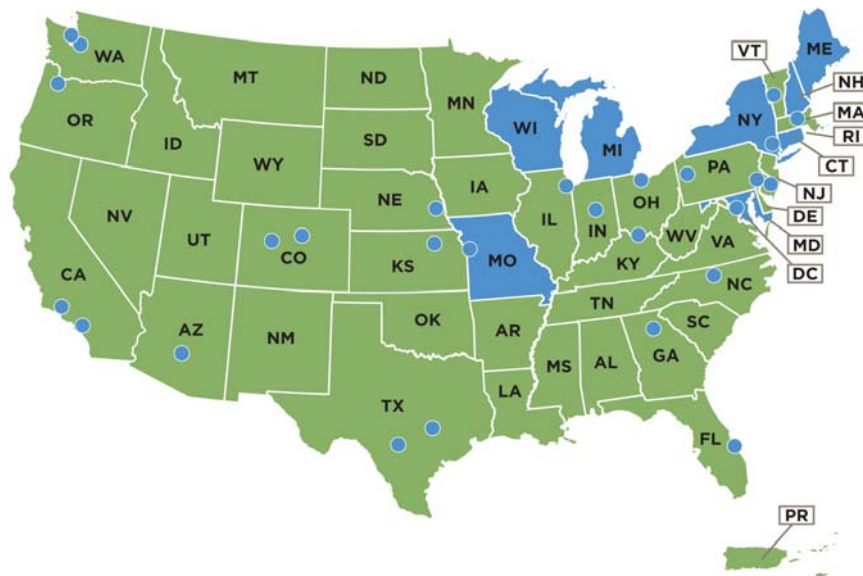 ME
VT
WA
NH
MT
ND
MN
MA
OR
NY
RI
WI
ID
SD
MI
CT
WY
PA
IA
NJ
NE
NV
OH
IL
DE
IN
UT
WV
MD
CO
VA
CA
KS
MO
KY
DC
NC
TN
AZ
OK
NM
AR
SC
MS
AL
GA
LA
TX
FL
PR